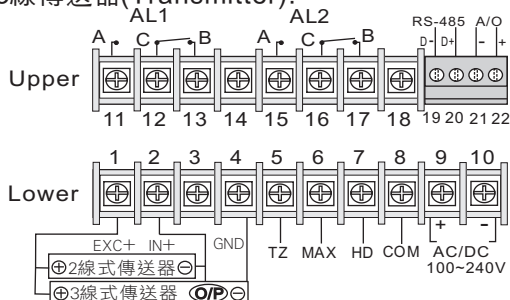 線傳送器(Transmitter):
AL1 AL2
RS-485 A/O
A C B A C B D- D+ - +
Upper
11 12 13 14 15 16 17 18 19 20 21 22
1 2 3 4 5 6 7 8 9 10
Lower
+ -
EXC+ IN+ GND TZ MAX HD COM AC/DC
100~240V
⊕2線式傳送器⊖
⊕3線式傳送器 O/P⊖